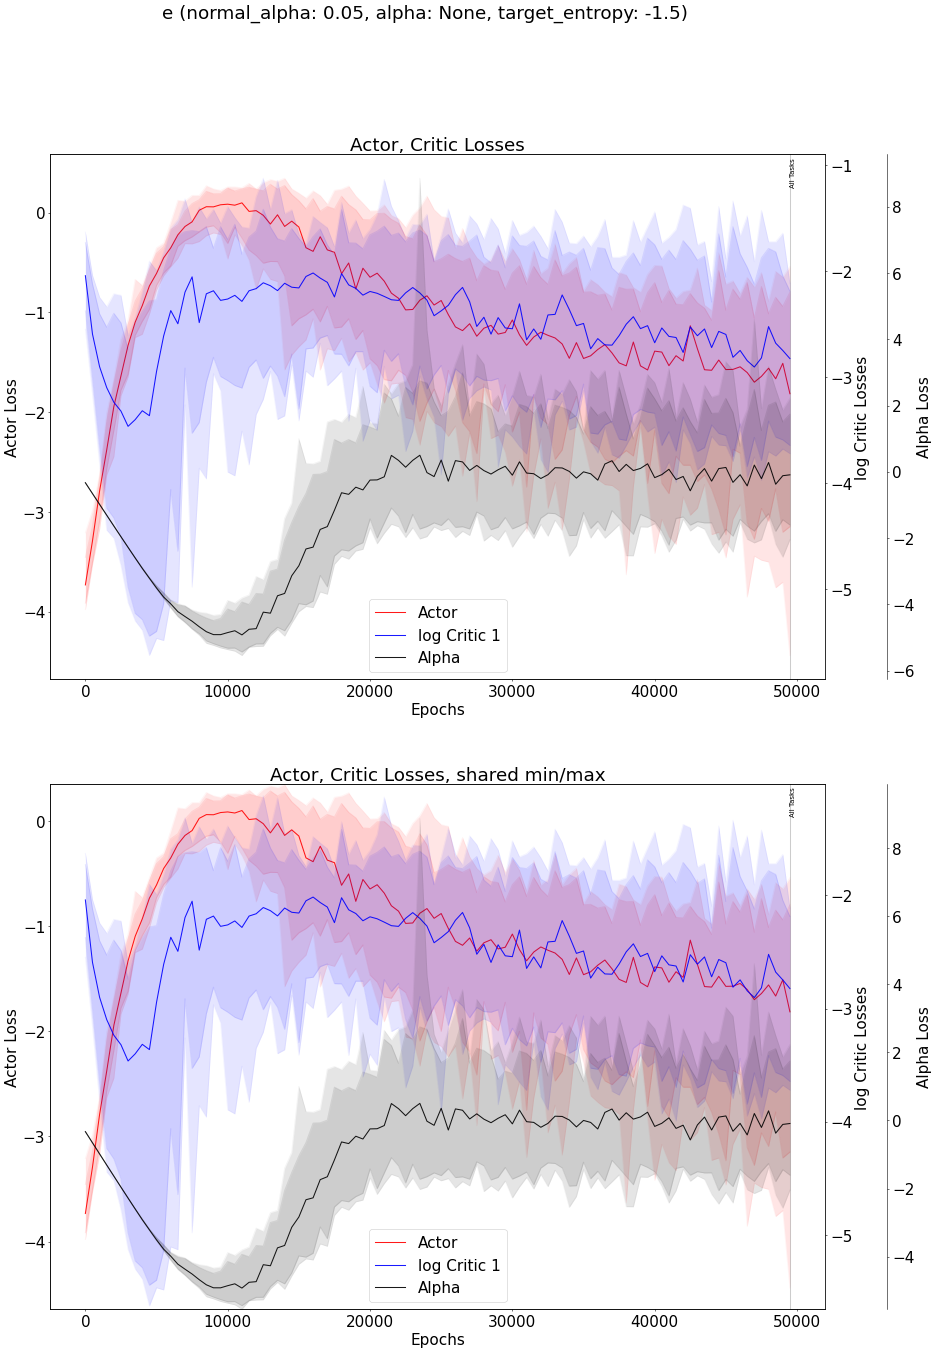 e (normal_alpha: 0.05, alpha: None, target_entropy: -1.5)
Actor, Critic Losses
All Tasks
0
−1
−2
−3
−4
Actor Loss
−1
−2
−3
−4
−5
log Critic Losses
8
6
4
2
0
−2
−4
−6
Alpha Loss
Actor
log Critic 1
Alpha
0 10000 20000 30000 40000 50000
Epochs
Actor, Critic Losses, shared min/max
All Tasks
0
−1
−2
−3
−4
Actor Loss
−2
−3
−4
−5
log Critic Losses
8
6
4
2
0
−2
−4
Alpha Loss
Actor
log Critic 1
Alpha
0 10000 20000 30000 40000 50000
Epochs